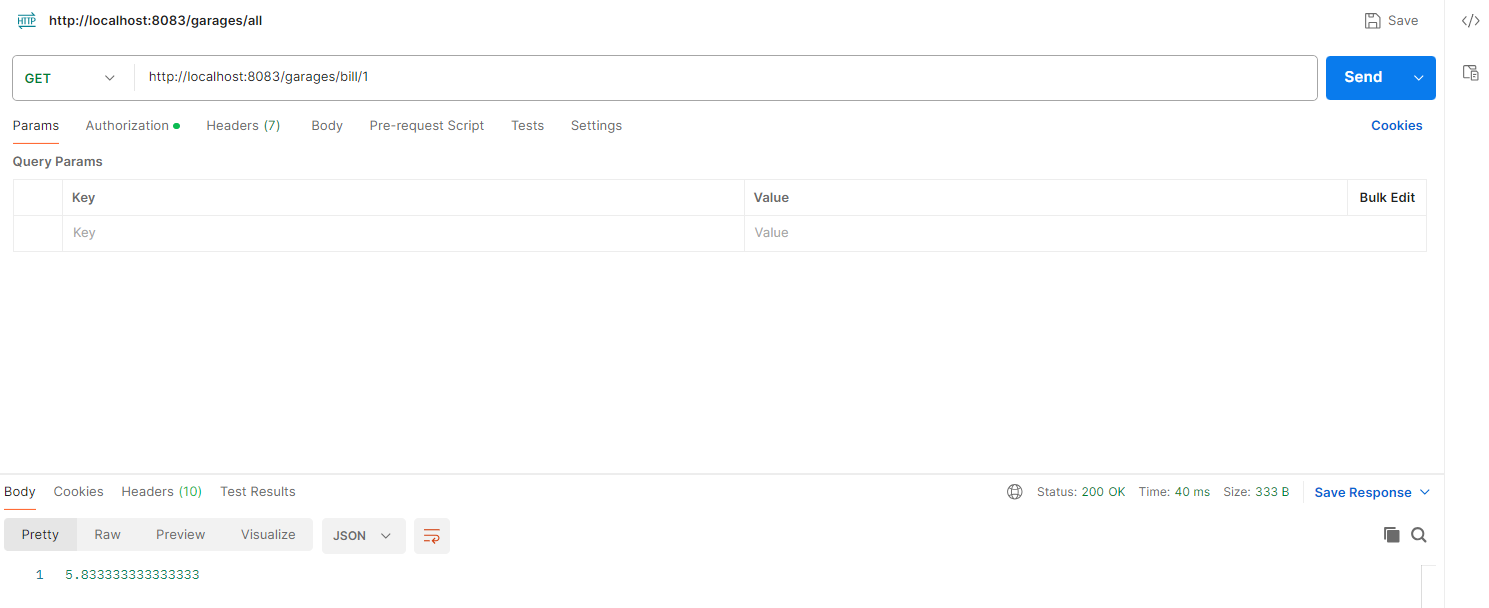 HTTP http://localhost:8083/garages/all Save
GET http://localhost:8083/garages/bill/1 Send
Params Authorization Headers (7) Body Pre-request Script Tests Settings Cookies
Query Params
Key Value Bulk Edit
Key Value
Body Cookies Headers (10) Test Results Status: 200 OK Time: 40 ms Size: 333 B Save Response
Pretty Raw Preview Visualize JSON
1 5.833333333333333